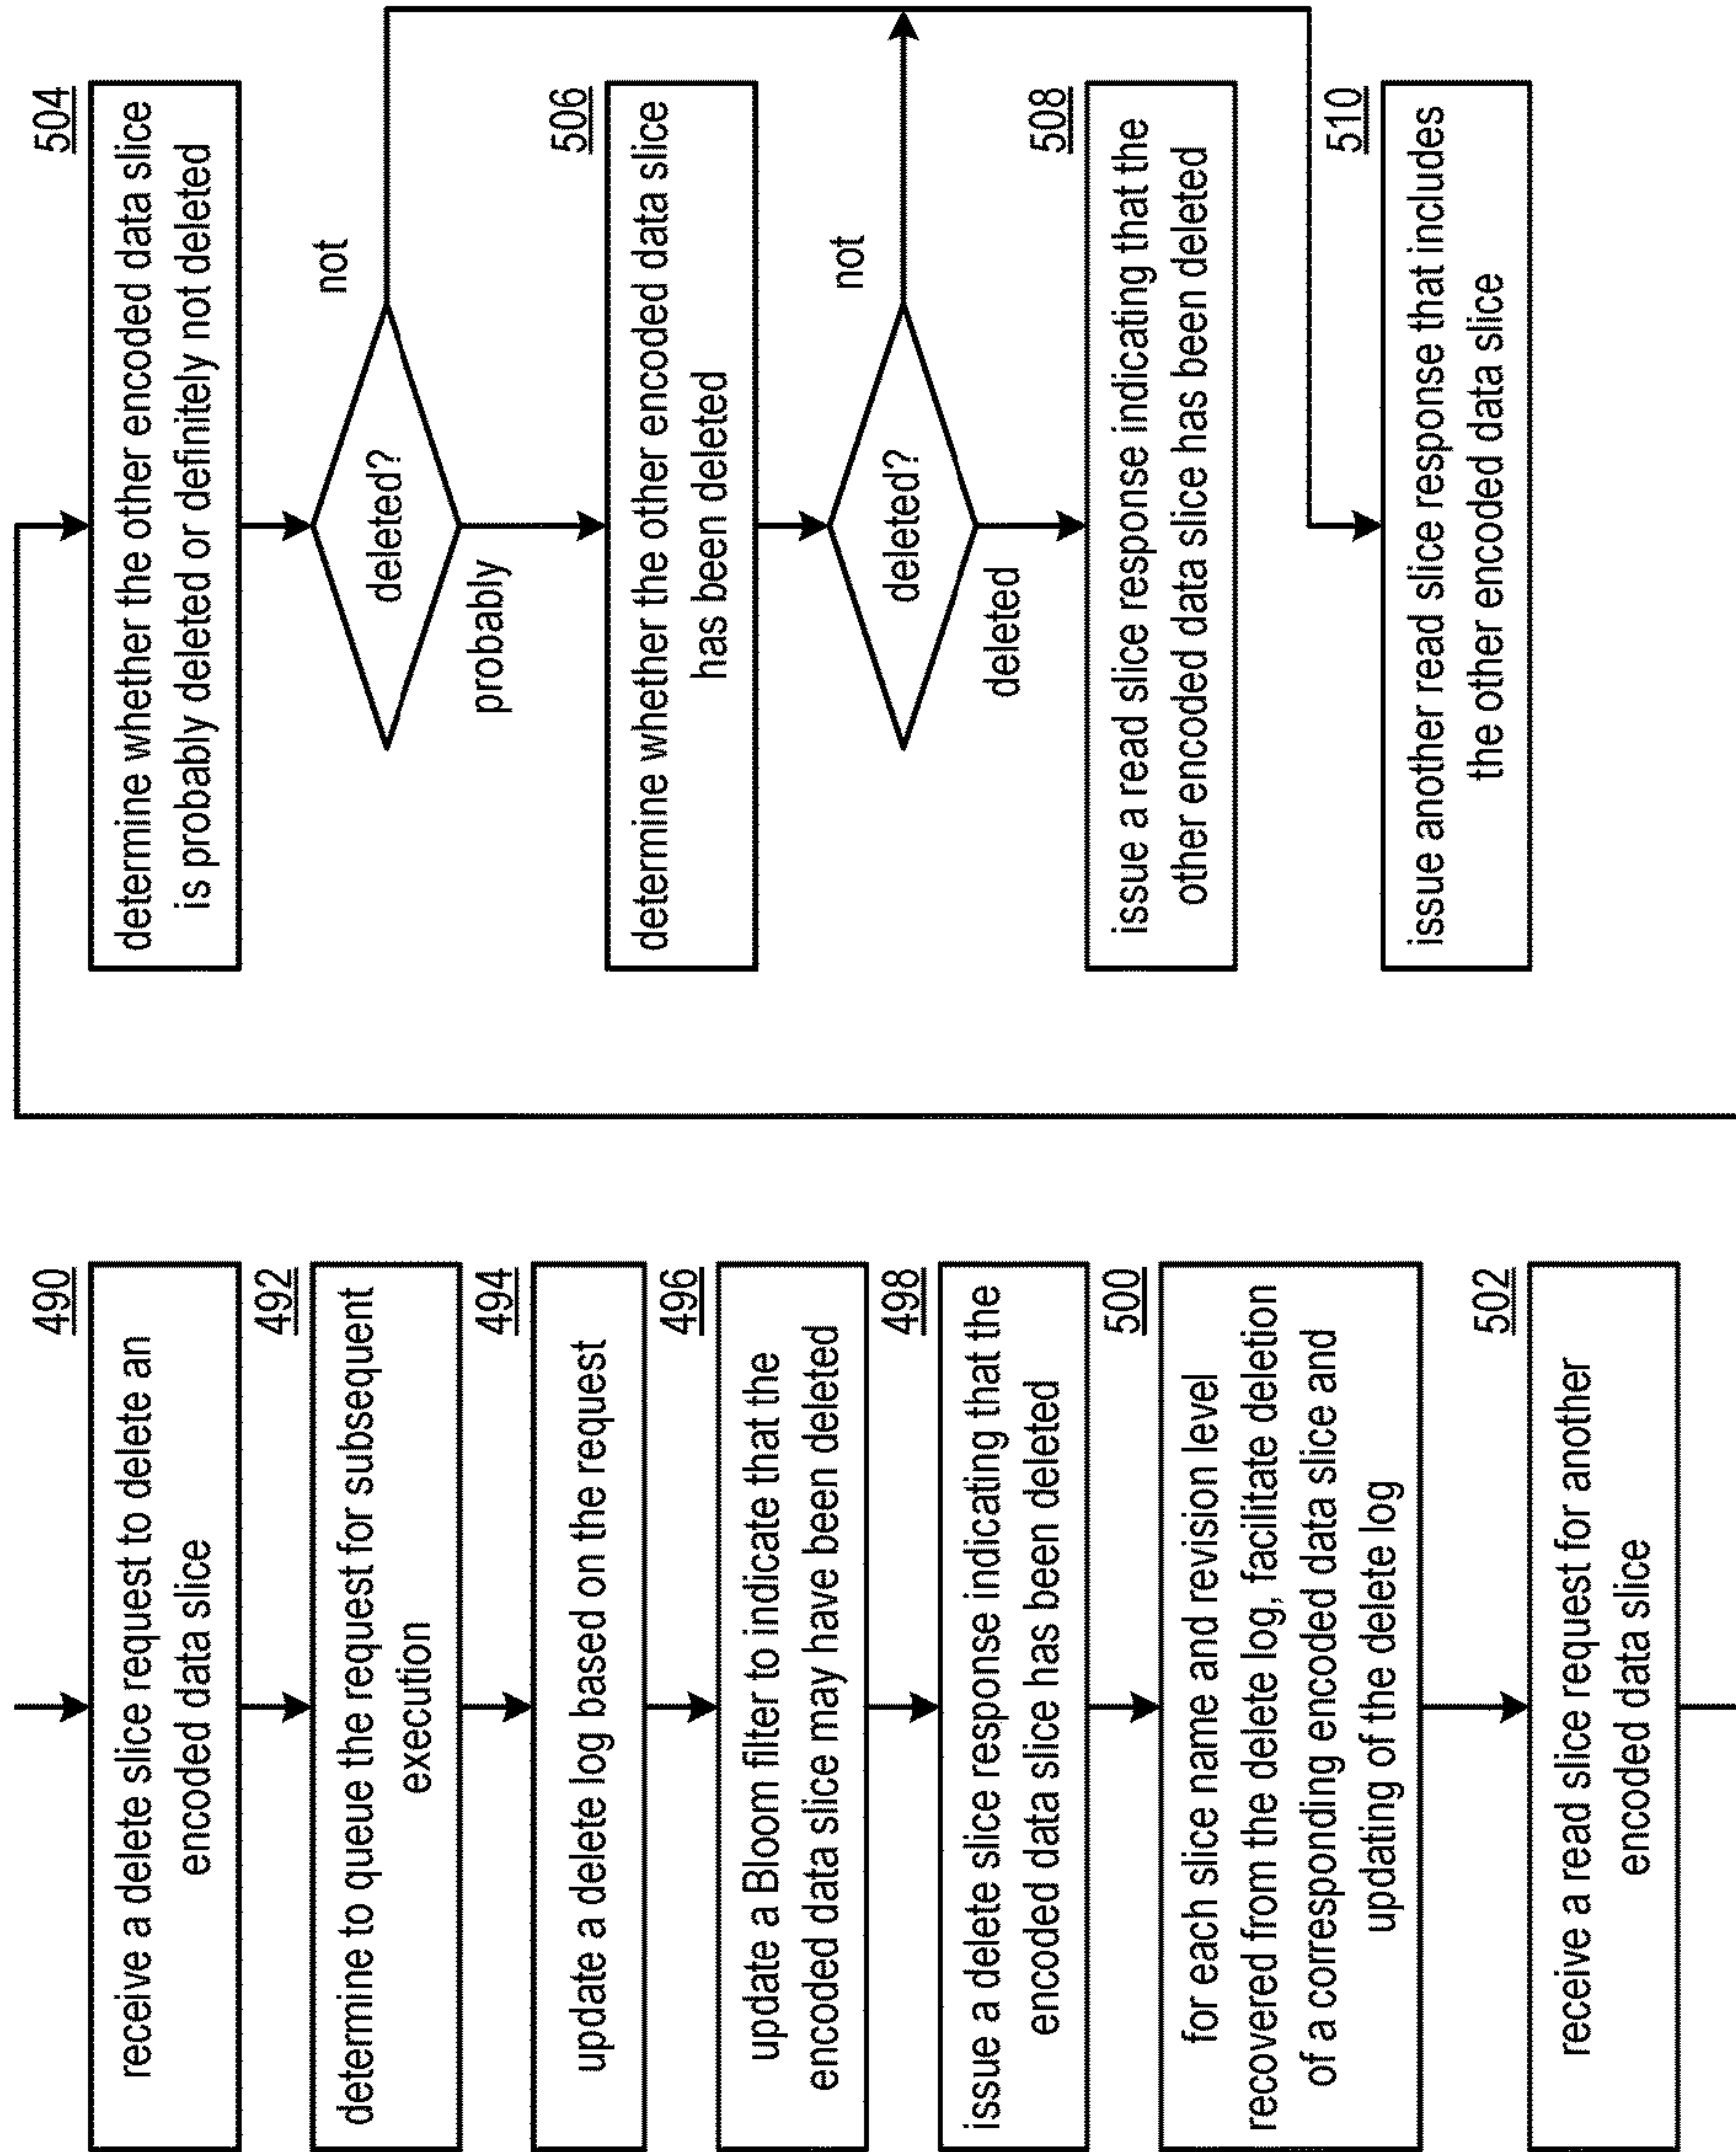 490
receive a delete slice request to delete an
encoded data slice
492
determine to queue the request for subsequent
execution
494
update a delete log based on the request
496
update a Bloom filter to indicate that the
encoded data slice may have been deleted
498
issue a delete slice response indicating that the
encoded data slice has been deleted
500
for each slice name and revision level
recovered from the delete log, facilitate deletion
of a corresponding encoded data slice and
updating of the delete log
502
receive a read slice request for another
encoded data slice
504
determine whether the other encoded data slice
is probably deleted or definitely not deleted
deleted?
not
probably
506
determine whether the other encoded data slice
has been deleted
deleted?
not
deleted
508
issue a read slice response indicating that the
other encoded data slice has been deleted
510
issue another read slice response that includes
the other encoded data slice